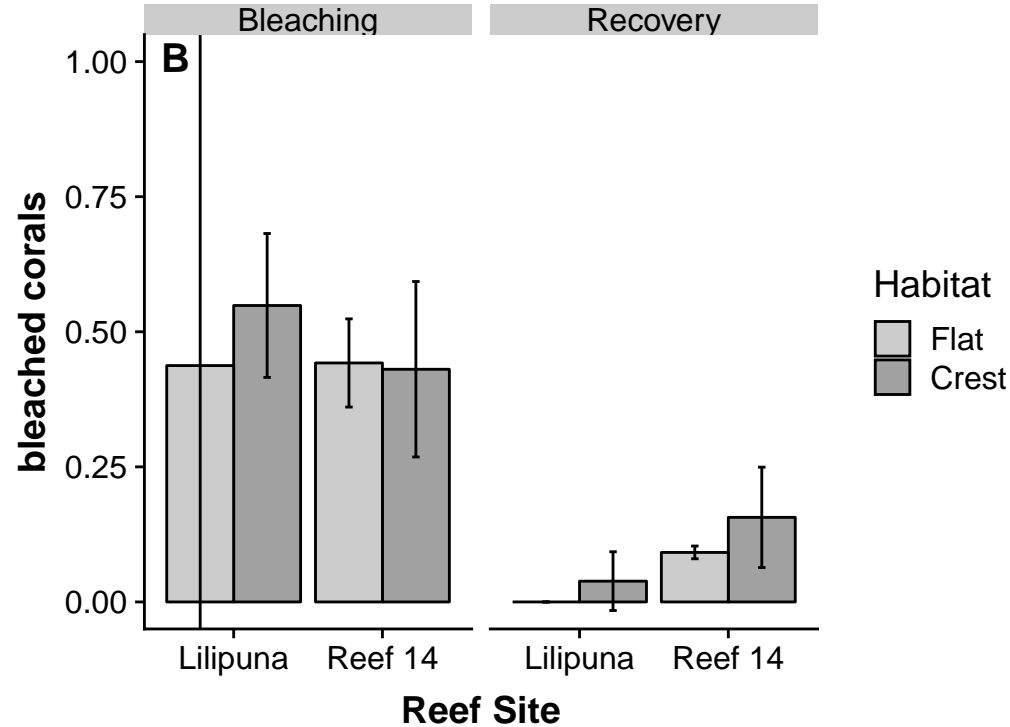 Bleaching
Recovery
B
1.00
0.75
0.50
0.25
0.00
bleached corals
Lilipuna
Reef 14
Lilipuna
Reef 14
Reef Site
Habitat
Flat
Crest